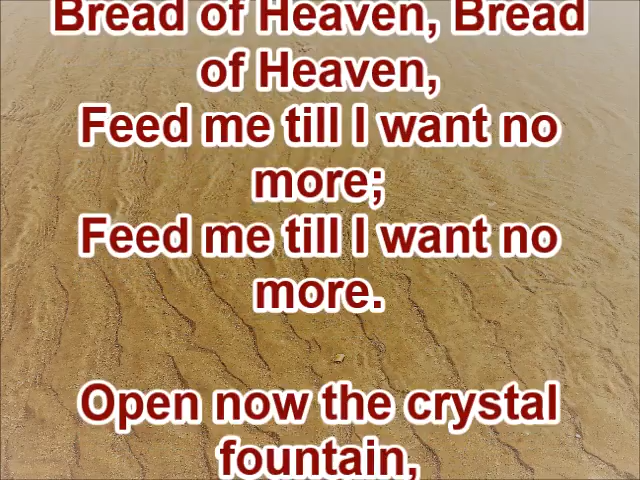 Bread of Heaven, Bread
of Heaven,
Feed me till I want no
more;
Feed me till I want no
more.
Open now the crystal
fountain,